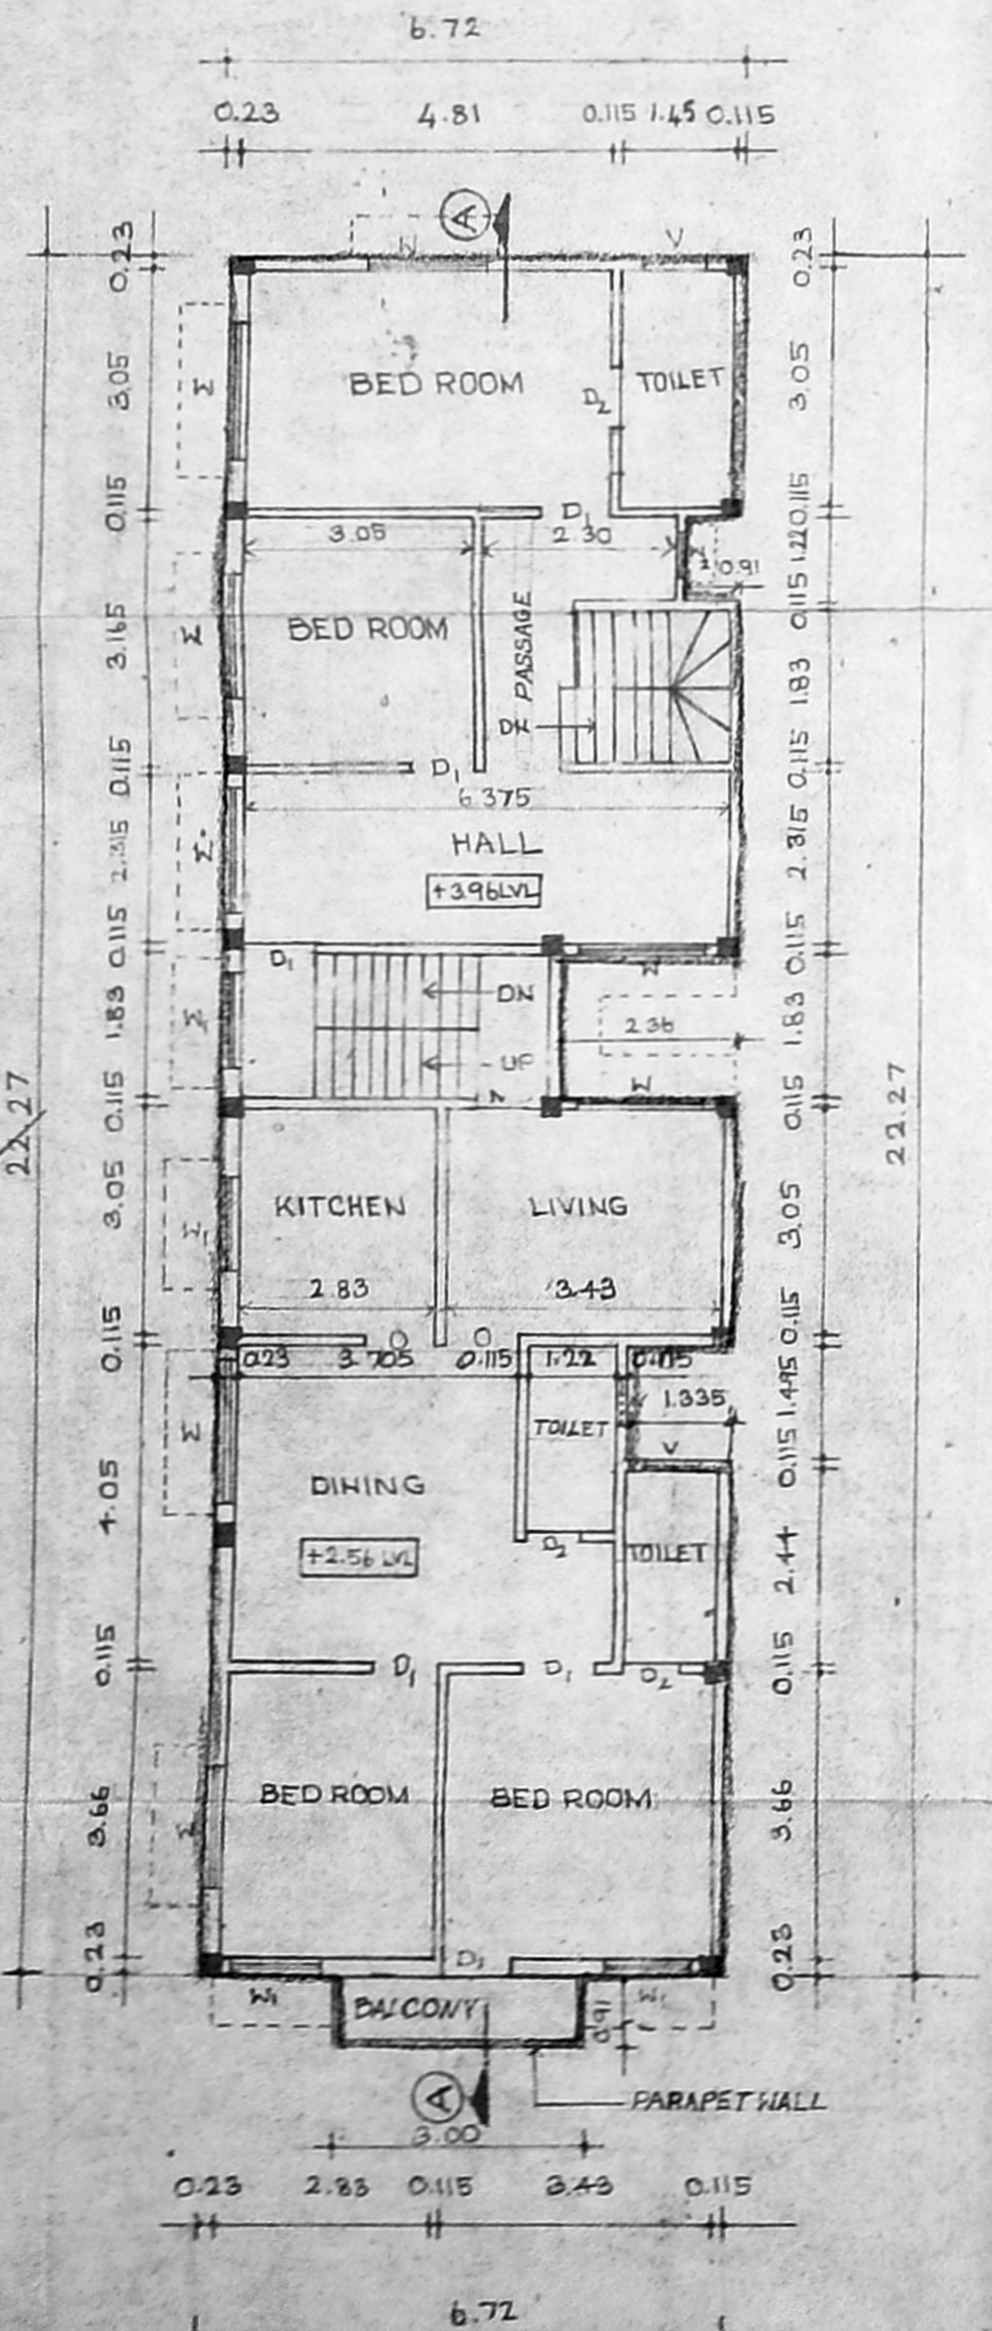 6.72
0.23 4.81 0.115 1.45 0.115
A
W V
0.23 0.23
3.05 W BED ROOM D2 TOILET 3.05
0.115 D1 0.115
3.05 2.30 1.22
0.91
3.165 W BED ROOM PASSAGE 0.115
DN 1.83
0.115 D1 0.115
6.375
2.315 W HALL 2.315
+3.96 LVL
0.115 D1 0.115
W
1.83 W DN 2.36 1.83
UP W
0.115 0.115
22.27 22.27
3.05 W KITCHEN LIVING 3.05
2.83 3.43
0.115 O O 0.115
0.23 3.705 0.115 1.22 0.115
1.335 1.495
W TOILET V
0.115
4.05 DINING
+2.56 LVL D2 TOILET 2.44
0.115 D1 D1 D2 0.115
3.66 W BED ROOM BED ROOM 3.66
0.23 D1 0.23
W1 BALCONY 0.91 W1
A PARAPET WALL
3.00
0.23 2.83 0.115 3.43 0.115
6.72